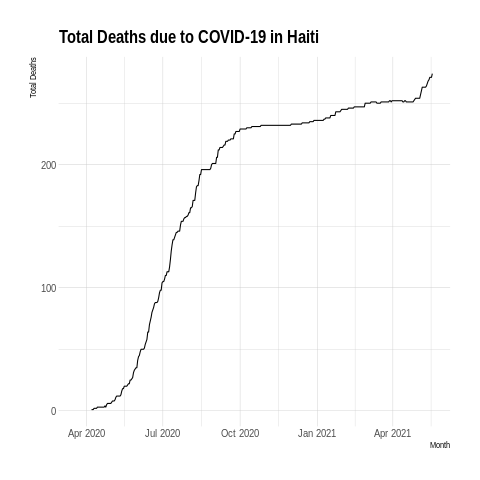 Total Deaths due to COVID-19 in Haiti
Total Deaths
200
100
0
Apr 2020 Jul 2020 Oct 2020 Jan 2021 Apr 2021
Month